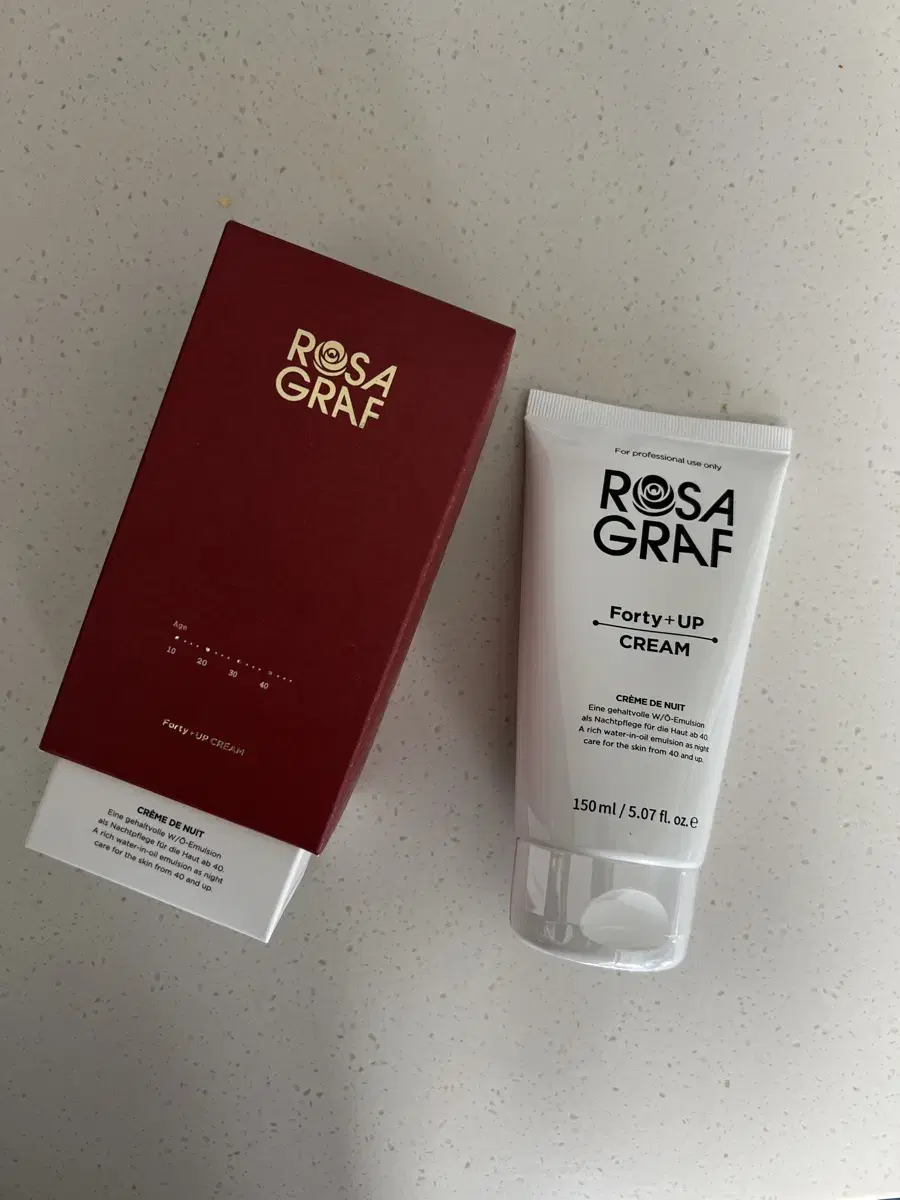 ROSA
GRAF
Age
10 20 30 40
Forty+UP CREAM
CRÈME DE NUIT
Eine gehaltvolle W/Ö-Emulsion
als Nachtpflege für die Haut ab 40.
A rich water-in-oil emulsion as night
care for the skin from 40 and up.
For professional use only
ROSA
GRAF
Forty+UP
CREAM
CRÈME DE NUIT
Eine gehaltvolle W/Ö-Emulsion
als Nachtpflege für die Haut ab 40.
A rich water-in-oil emulsion as night
care for the skin from 40 and up.
150 ml / 5.07 fl. oz. e